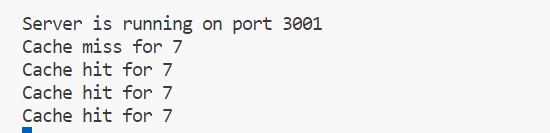 Server is running on port 3001
Cache miss for 7
Cache hit for 7
Cache hit for 7
Cache hit for 7